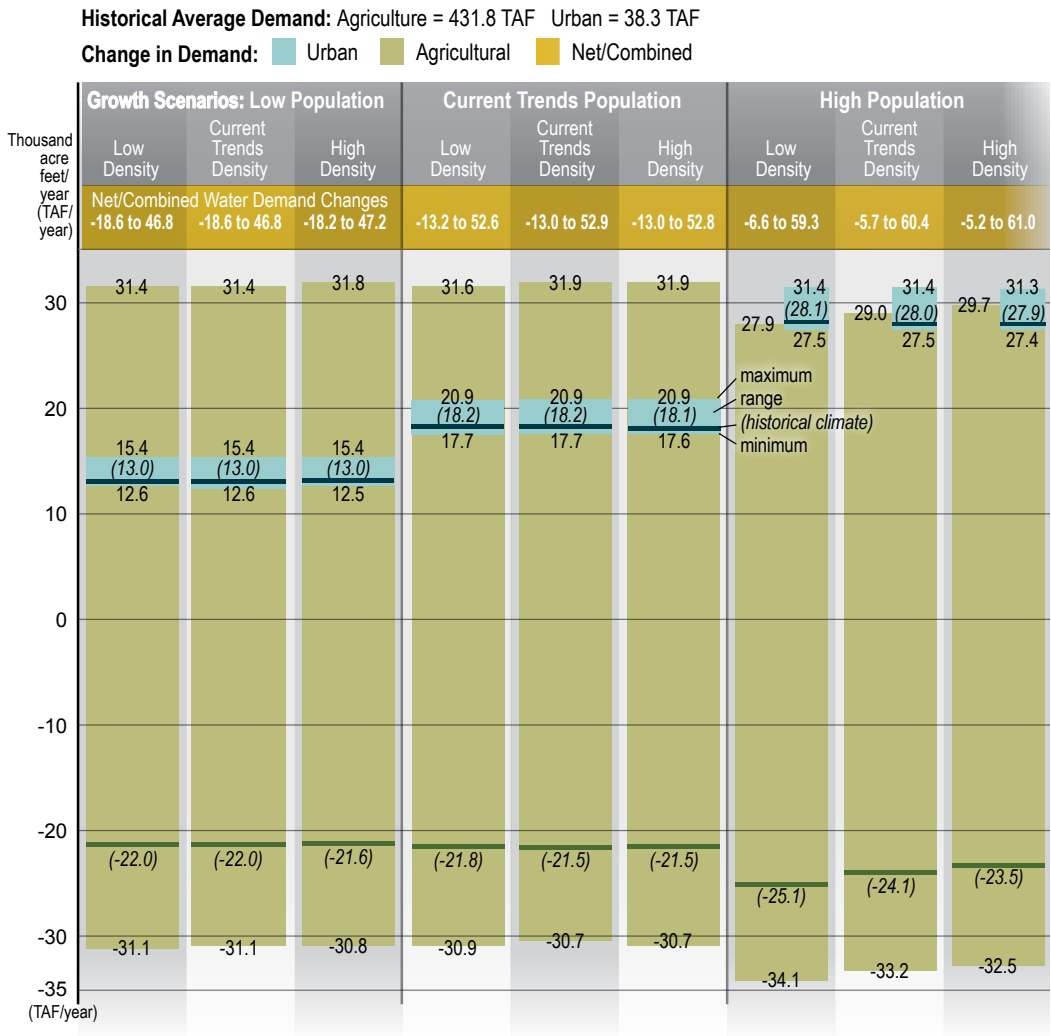 Historical Average Demand: Agriculture = 431.8 TAF Urban = 38.3 TAF
Change in Demand: Urban Agricultural Net/Combined
Growth Scenarios: Low Population Current Trends Population High Population
Thousand
acre
feet/
year
(TAF/
year)
Low
Density
Current
Trends
Density
High
Density
Low
Density
Current
Trends
Density
High
Density
Low
Density
Current
Trends
Density
High
Density
Net/Combined Water Demand Changes
-18.6 to 46.8 -18.6 to 46.8 -18.2 to 47.2 -13.2 to 52.6 -13.0 to 52.9 -13.0 to 52.8 -6.6 to 59.3 -5.7 to 60.4 -5.2 to 61.0
31.4 31.4 31.8 31.6 31.9 31.9 31.4 31.4 31.3
30 27.9 (28.1) 29.0 (28.0) 29.7 (27.9)
27.5 27.5 27.4
maximum
20.9 20.9 20.9 range
20 (18.2) (18.2) (18.1) (historical climate)
17.7 17.7 17.6 minimum
15.4 15.4 15.4
(13.0) (13.0) (13.0)
12.6 12.6 12.5
10
0
-10
-20
(-22.0) (-22.0) (-21.6) (-21.8) (-21.5) (-21.5)
(-25.1) (-24.1) (-23.5)
-30
-31.1 -31.1 -30.8 -30.9 -30.7 -30.7
-34.1 -33.2 -32.5
-35
(TAF/year)